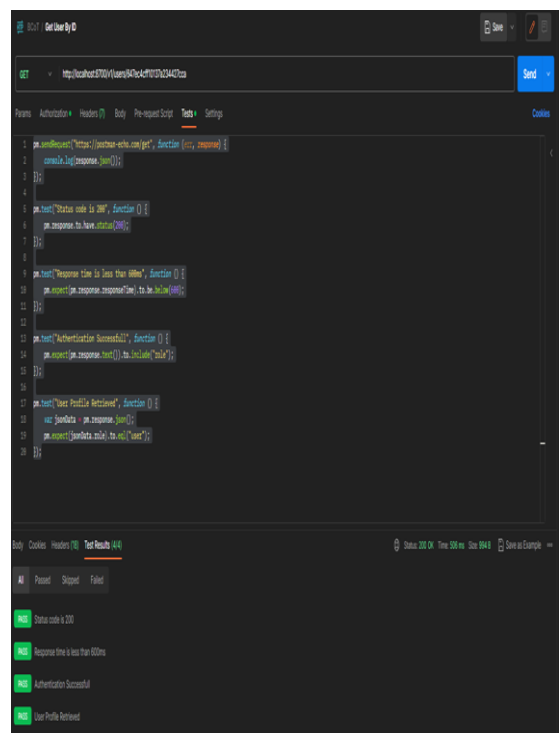 BCoT / Get User By ID
Save
GET http://localhost:8700/v1/users/647ec4cff10137b234427cca Send
Params Authorization Headers (7) Body Pre-request Script Tests Settings Cookies
1 pm.sendRequest("https://postman-echo.com/get", function (err, response) {
2 console.log(response.json());
3 });
4
5 pm.test("Status code is 200", function () {
6 pm.response.to.have.status(200);
7 });
8
9 pm.test("Response time is less than 600ms", function () {
10 pm.expect(pm.response.responseTime).to.be.below(600);
11 });
12
13 pm.test("Authentication Successfull", function () {
14 pm.expect(pm.response.text()).to.include("role");
15 });
16
17 pm.test("User Profile Retrieved", function () {
18 var jsonData = pm.response.json();
19 pm.expect(jsonData.role).to.eql("user");
20 });
Body Cookies Headers (18) Test Results (4/4) Status: 200 OK Time: 506 ms Size: 994 B Save as Example
All Passed Skipped Failed
PASS Status code is 200
PASS Response time is less than 600ms
PASS Authentication Successfull
PASS User Profile Retrieved